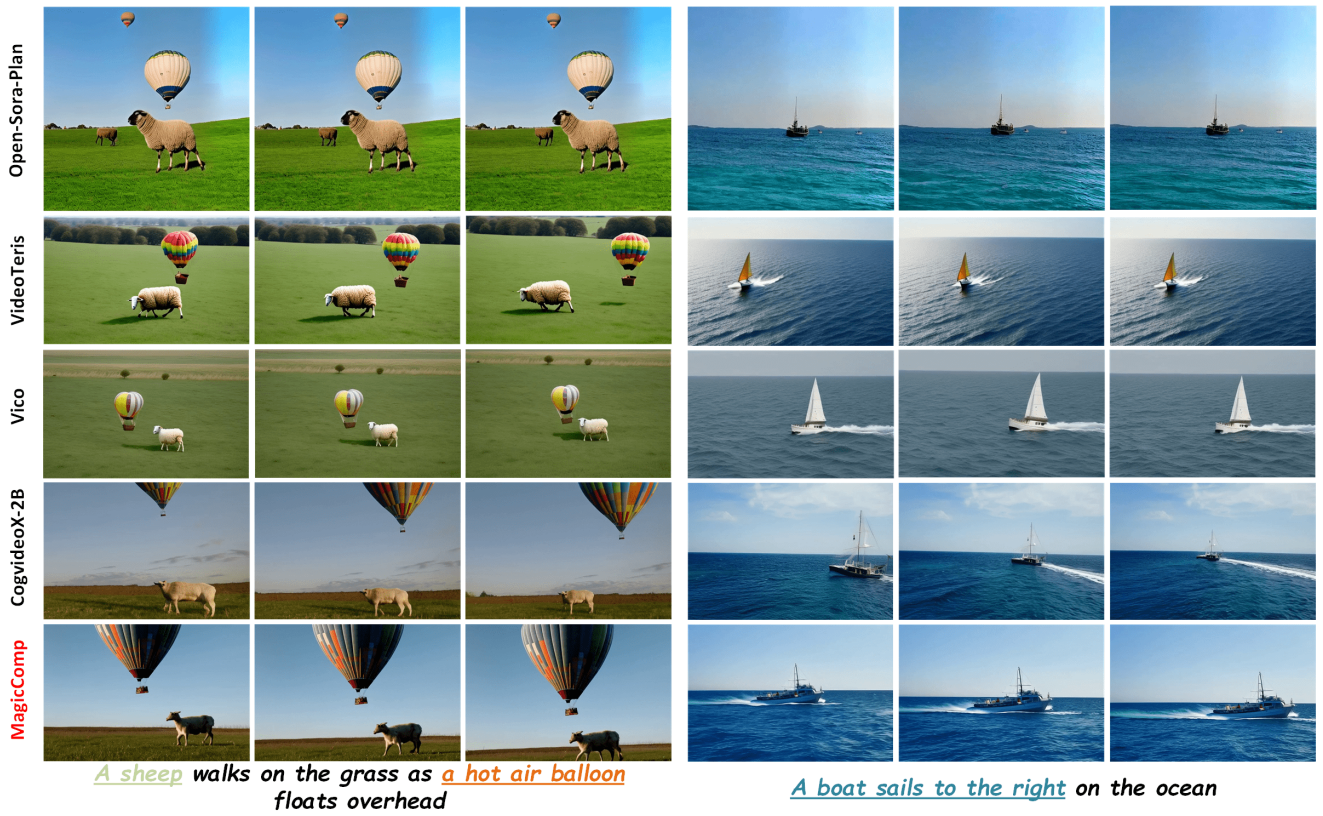 Open-Sora-Plan
VideoTeris
Vico
CogvideoX-2B
MagicComp
A sheep walks on the grass as a hot air balloon
floats overhead
A boat sails to the right on the ocean